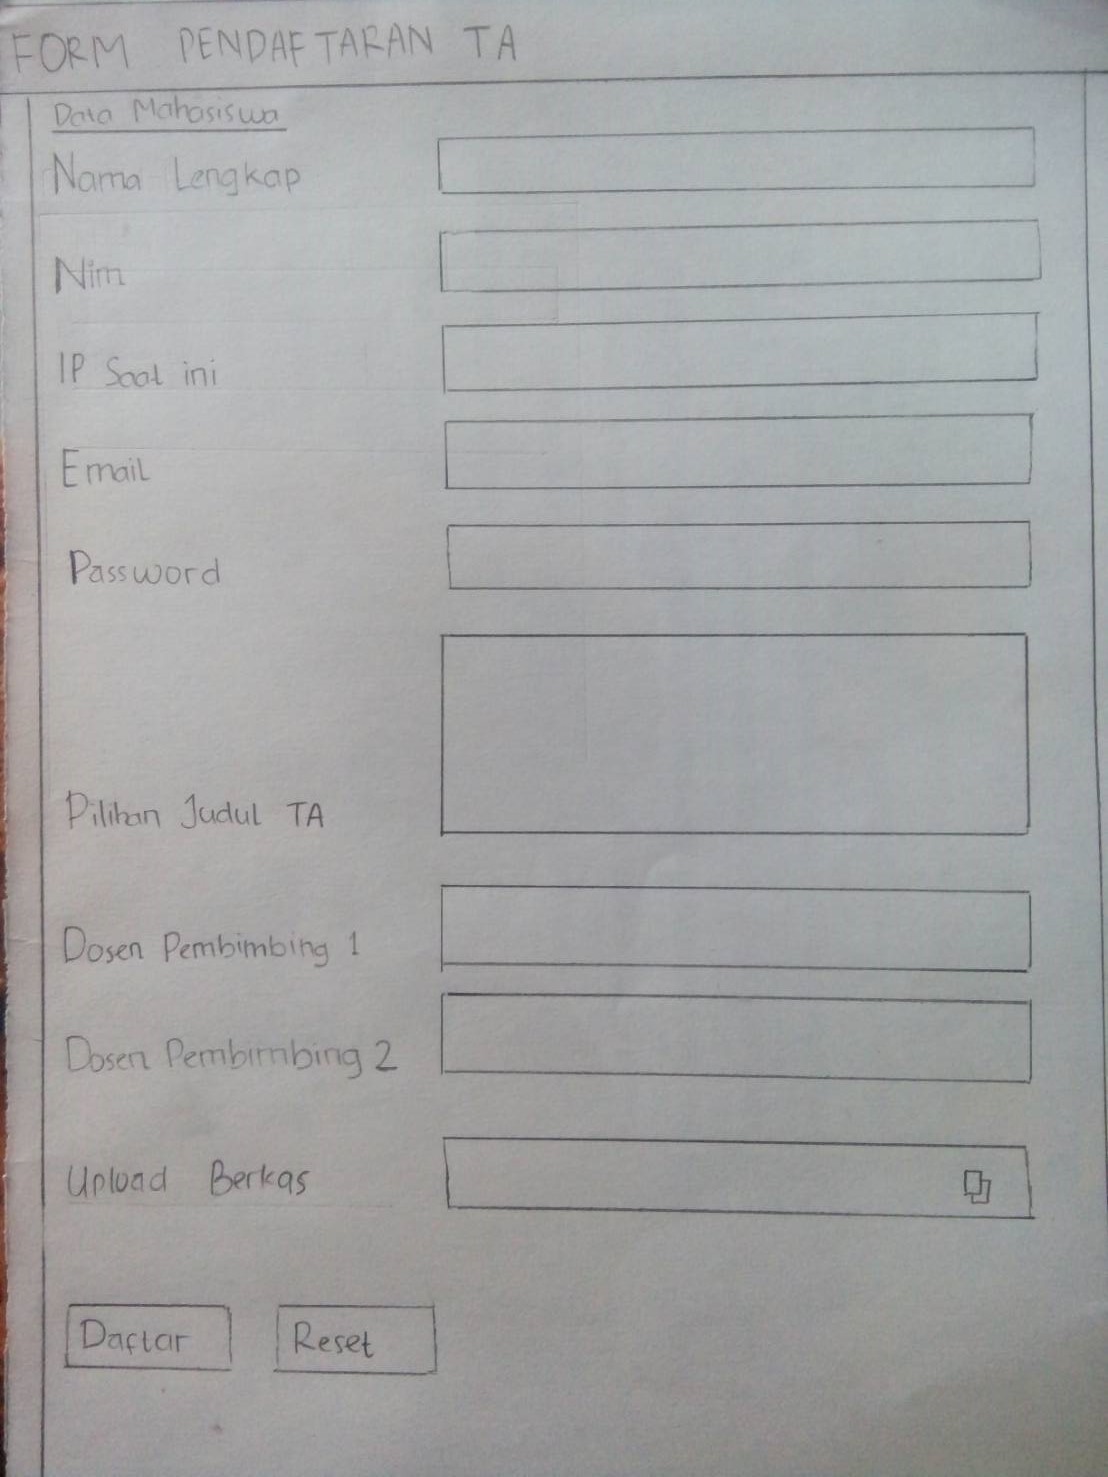 FORM PENDAFTARAN TA
Data Mahasiswa
Nama Lengkap
Nim
IP Saat ini
Email
Password
Pilihan Judul TA
Dosen Pembimbing 1
Dosen Pembimbing 2
Upload Berkas
Daftar Reset